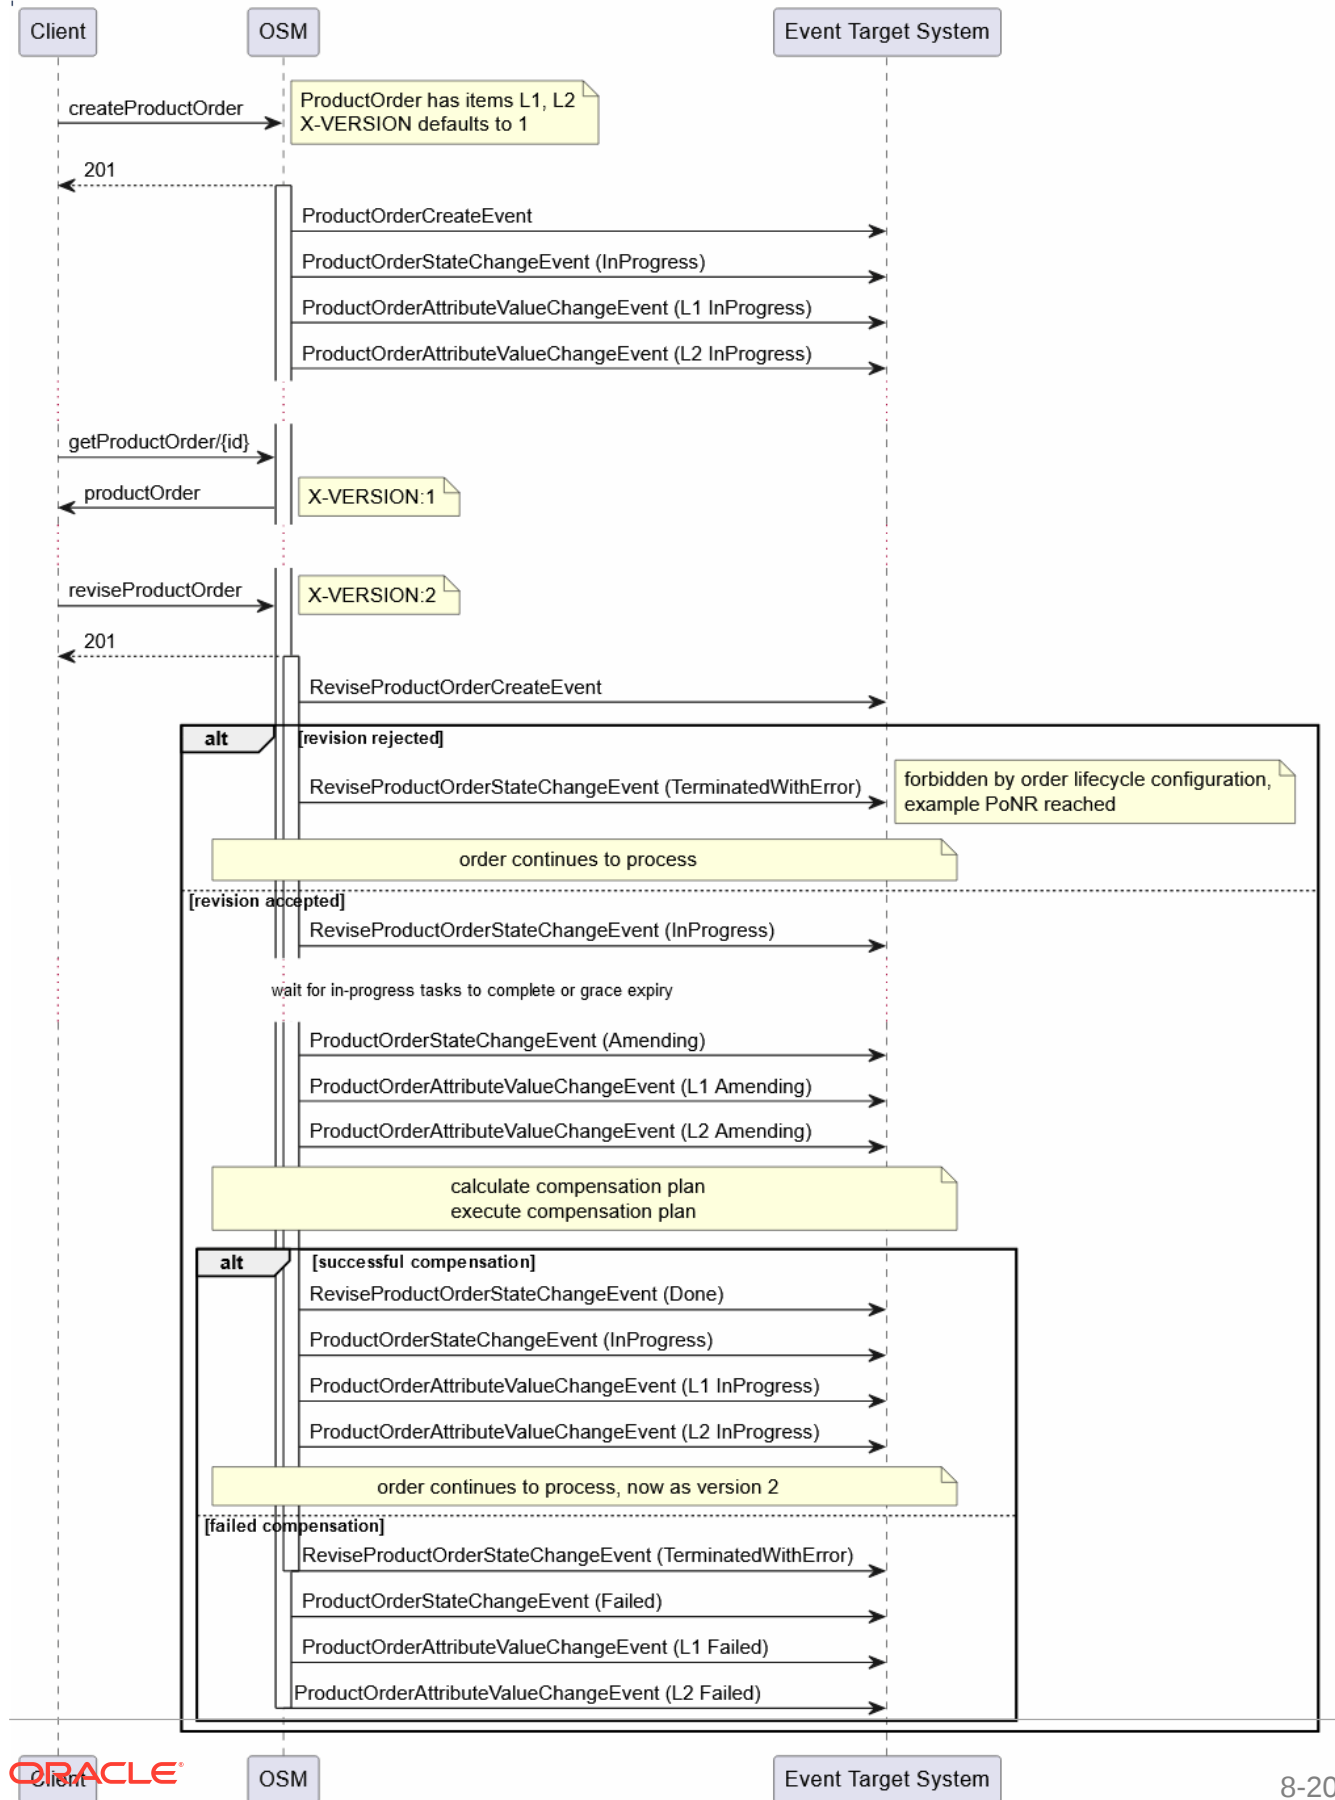 Client
OSM
Event Target System
createProductOrder
ProductOrder has items L1, L2
X-VERSION defaults to 1
201
ProductOrderCreateEvent
ProductOrderStateChangeEvent (InProgress)
ProductOrderAttributeValueChangeEvent (L1 InProgress)
ProductOrderAttributeValueChangeEvent (L2 InProgress)
getProductOrder/{id}
productOrder
X-VERSION:1
reviseProductOrder
X-VERSION:2
201
ReviseProductOrderCreateEvent
alt
[revision rejected]
ReviseProductOrderStateChangeEvent (TerminatedWithError)
forbidden by order lifecycle configuration,
example PoNR reached
order continues to process
[revision accepted]
ReviseProductOrderStateChangeEvent (InProgress)
wait for in-progress tasks to complete or grace expiry
ProductOrderStateChangeEvent (Amending)
ProductOrderAttributeValueChangeEvent (L1 Amending)
ProductOrderAttributeValueChangeEvent (L2 Amending)
calculate compensation plan
execute compensation plan
alt
[successful compensation]
ReviseProductOrderStateChangeEvent (Done)
ProductOrderStateChangeEvent (InProgress)
ProductOrderAttributeValueChangeEvent (L1 InProgress)
ProductOrderAttributeValueChangeEvent (L2 InProgress)
order continues to process, now as version 2
[failed compensation]
ReviseProductOrderStateChangeEvent (TerminatedWithError)
ProductOrderStateChangeEvent (Failed)
ProductOrderAttributeValueChangeEvent (L1 Failed)
ProductOrderAttributeValueChangeEvent (L2 Failed)
ORACLE
Client
OSM
Event Target System
8-20